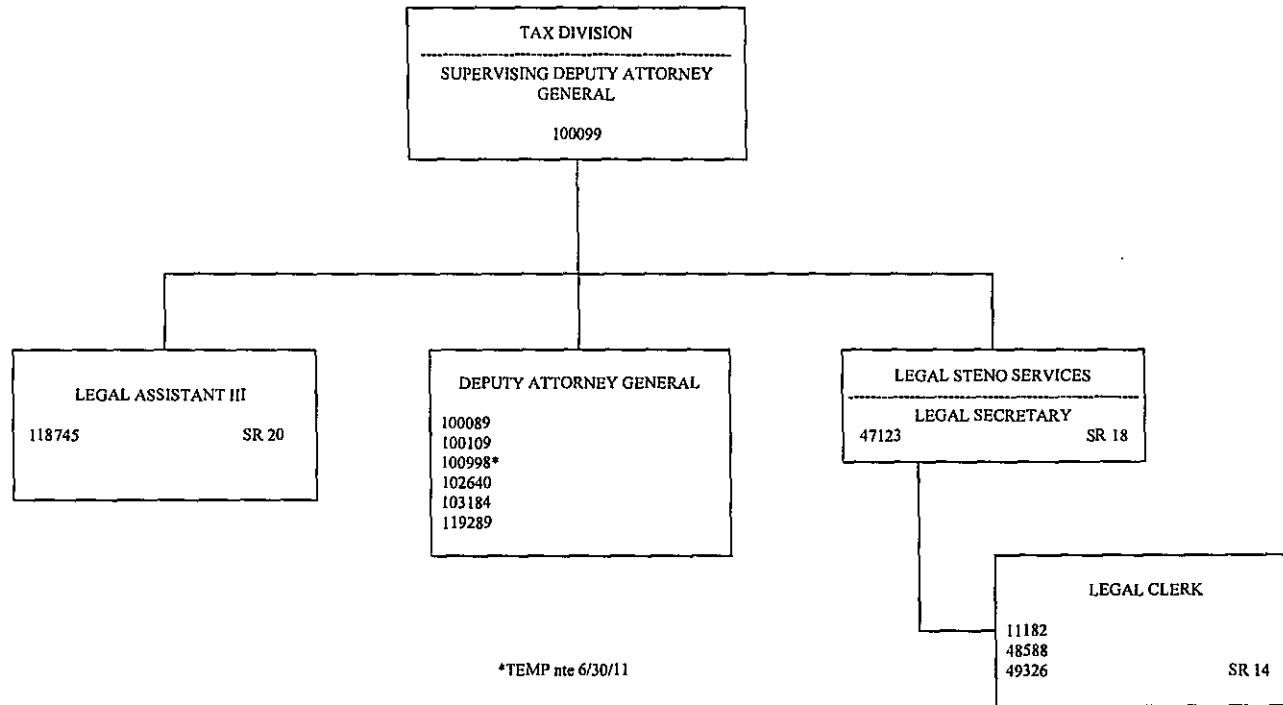 TAX DIVISION
SUPERVISING DEPUTY ATTORNEY
GENERAL
100099
LEGAL ASSISTANT III
118745 SR 20
DEPUTY ATTORNEY GENERAL
100089
100109
100998*
102640
103184
119289
LEGAL STENO SERVICES
LEGAL SECRETARY
47123 SR 18
LEGAL CLERK
11182
48588
49326 SR 14
*TEMP nte 6/30/11